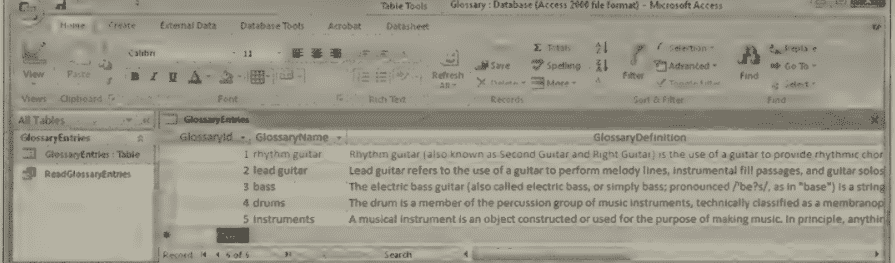 Table Tools Glossary : Database (Access 2000 file format) - Microsoft Access
Home Create External Data Database Tools Acrobat Datasheet
Calibri 11 Σ Totals Selection Replace
View Paste Save Spelling Advanced Go To
B I U Refresh All Delete More Filter Toggle Filter Find Select
Views Clipboard Font Rich Text Records Sort & Filter Find
All Tables GlossaryEntries
GlossaryEntries GlossaryId GlossaryName GlossaryDefinition
GlossaryEntries : Table 1 rhythm guitar Rhythm guitar (also known as Second Guitar and Right Guitar) is the use of a guitar to provide rhythmic chor
ReadGlossaryEntries 2 lead guitar Lead guitar refers to the use of a guitar to perform melody lines, instrumental fill passages, and guitar solos
3 bass The electric bass guitar (also called electric bass, or simply bass; pronounced /'be?s/, as in "base") is a string
4 drums The drum is a member of the percussion group of music instruments, technically classified as a membranop
5 instruments A musical instrument is an object constructed or used for the purpose of making music. In principle, anythin
Record 5 of 5 Search